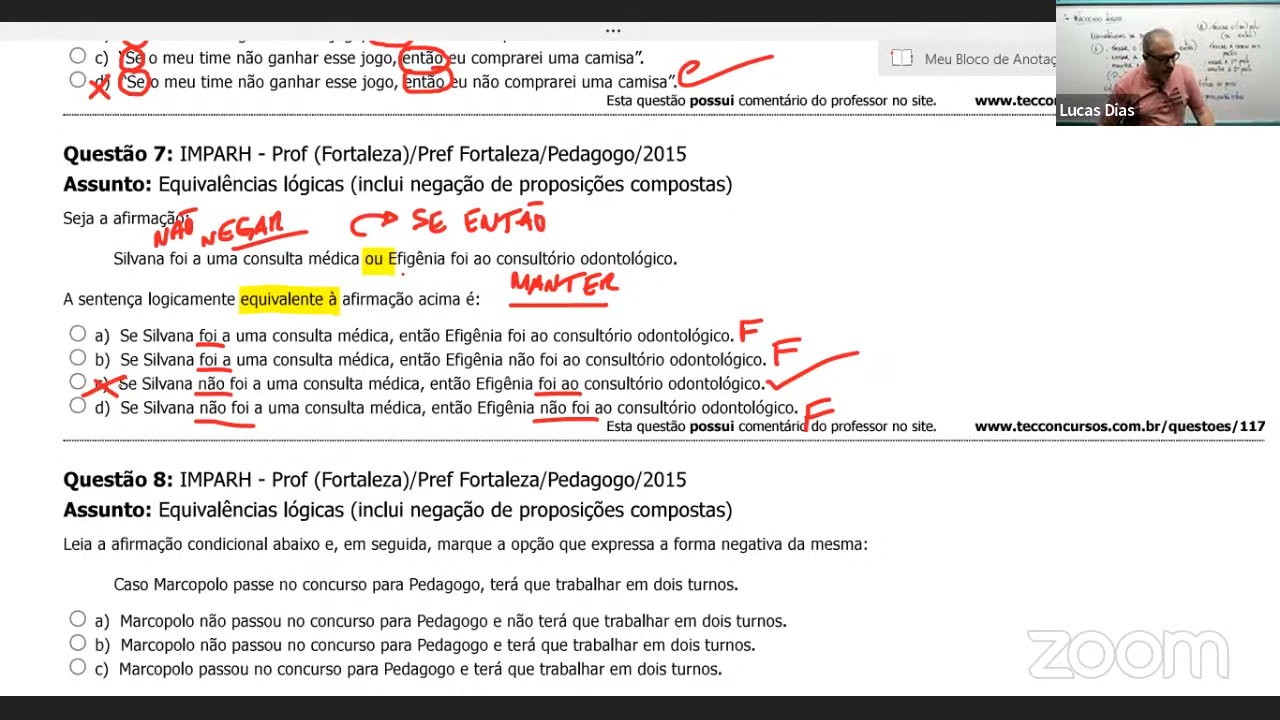 c) "Se o meu time não ganhar esse jogo, então eu comprarei uma camisa".
d) "Se o meu time não ganhar esse jogo, então eu não comprarei uma camisa".
Meu Bloco de Anotaç
Esta questão possui comentário do professor no site. www.tecc
Lucas Dias
Questão 7: IMPARH - Prof (Fortaleza)/Pref Fortaleza/Pedagogo/2015
Assunto: Equivalências lógicas (inclui negação de proposições compostas)
Seja a afirmação:
NÃO NEGAR SE ENTÃO
Silvana foi a uma consulta médica ou Efigênia foi ao consultório odontológico.
MANTER
A sentença logicamente equivalente à afirmação acima é:
a) Se Silvana foi a uma consulta médica, então Efigênia foi ao consultório odontológico. F
b) Se Silvana foi a uma consulta médica, então Efigênia não foi ao consultório odontológico. F
c) Se Silvana não foi a uma consulta médica, então Efigênia foi ao consultório odontológico.
d) Se Silvana não foi a uma consulta médica, então Efigênia não foi ao consultório odontológico. F
Esta questão possui comentário do professor no site. www.tecconcursos.com.br/questoes/117
Questão 8: IMPARH - Prof (Fortaleza)/Pref Fortaleza/Pedagogo/2015
Assunto: Equivalências lógicas (inclui negação de proposições compostas)
Leia a afirmação condicional abaixo e, em seguida, marque a opção que expressa a forma negativa da mesma:
Caso Marcopolo passe no concurso para Pedagogo, terá que trabalhar em dois turnos.
a) Marcopolo não passou no concurso para Pedagogo e não terá que trabalhar em dois turnos.
b) Marcopolo não passou no concurso para Pedagogo e terá que trabalhar em dois turnos.
c) Marcopolo passou no concurso para Pedagogo e terá que trabalhar em dois turnos.
zoom